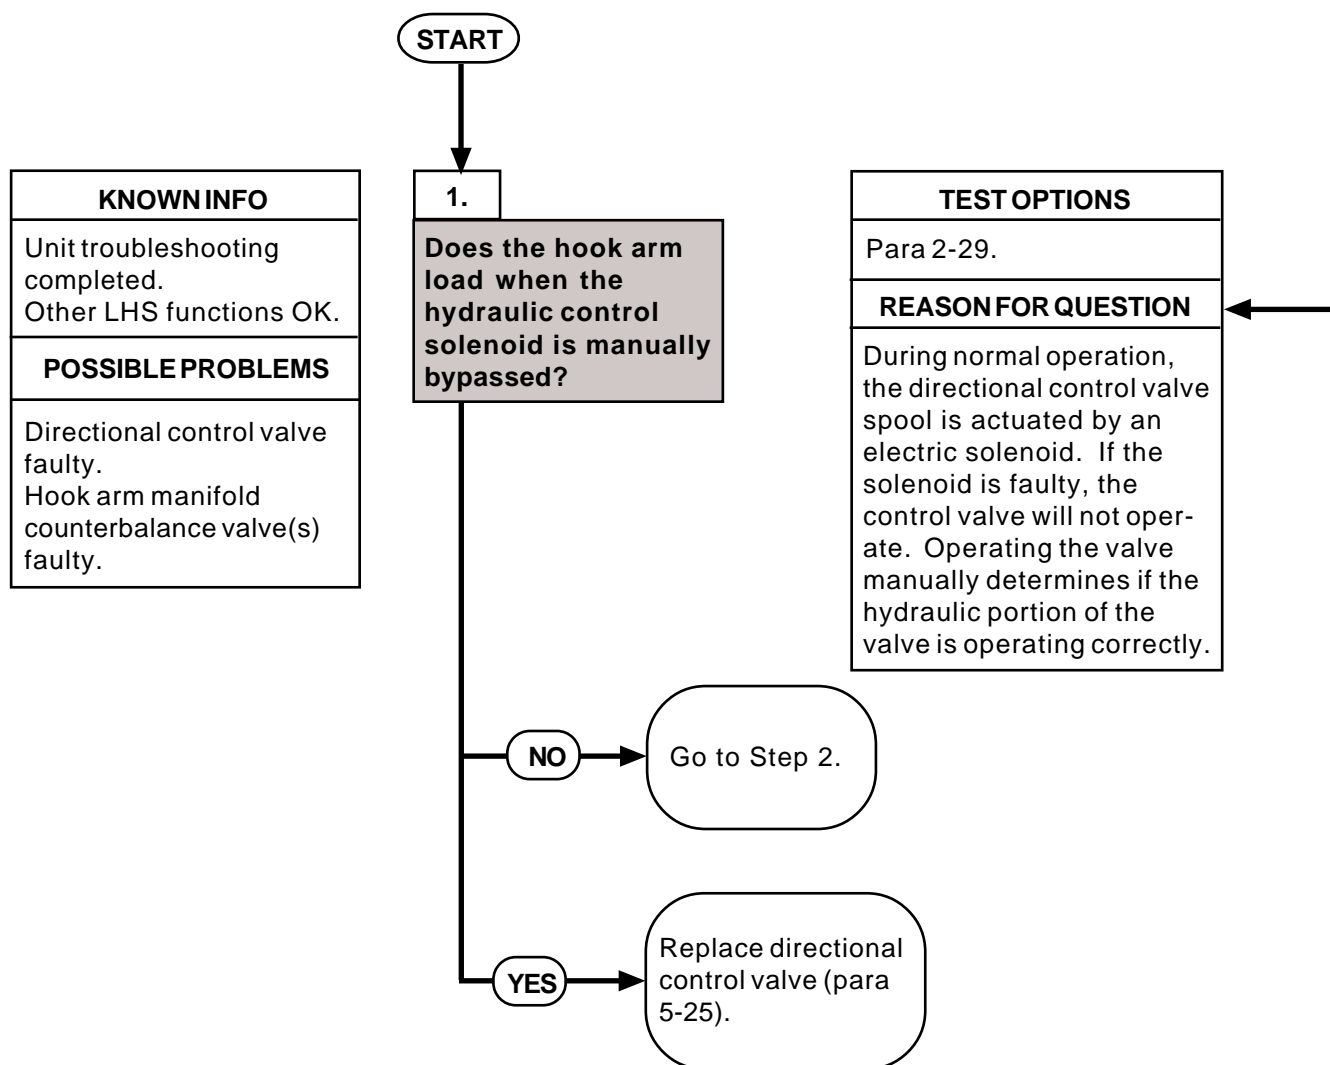 START
KNOWN INFO
Unit troubleshooting
completed.
Other LHS functions OK.
POSSIBLE PROBLEMS
Directional control valve
faulty.
Hook arm manifold
counterbalance valve(s)
faulty.
1.
Does the hook arm
load when the
hydraulic control
solenoid is manually
bypassed?
TEST OPTIONS
Para 2-29.
REASON FOR QUESTION
During normal operation,
the directional control valve
spool is actuated by an
electric solenoid. If the
solenoid is faulty, the
control valve will not oper-
ate. Operating the valve
manually determines if the
hydraulic portion of the
valve is operating correctly.
NO
Go to Step 2.
YES
Replace directional
control valve (para
5-25).